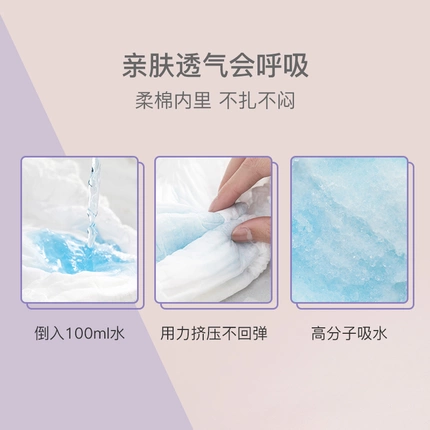 亲肤透气会呼吸
柔棉内里 不扎不闷
倒入100ml水
用力挤压不回弹
高分子吸水